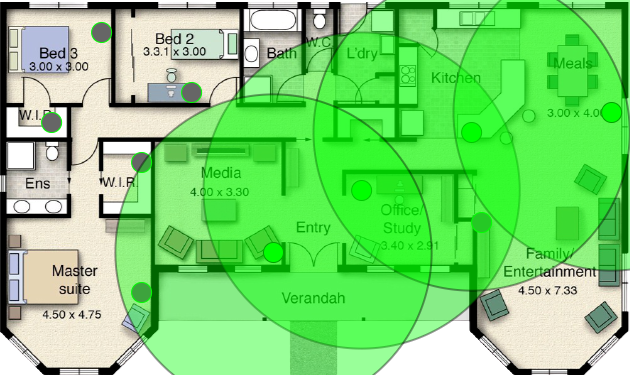 Bed 3
3.00 x 3.00
Bed 2
3.3.1 x 3.00
Bath
W.C.
L'dry
Kitchen
Meals
3.00 x 4.00
W.I.R.
Ens
W.I.R.
Media
4.00 x 3.30
Entry
Office/
Study
3.40 x 2.91
Master
suite
4.50 x 4.75
Verandah
Family/
Entertainment
4.50 x 7.33